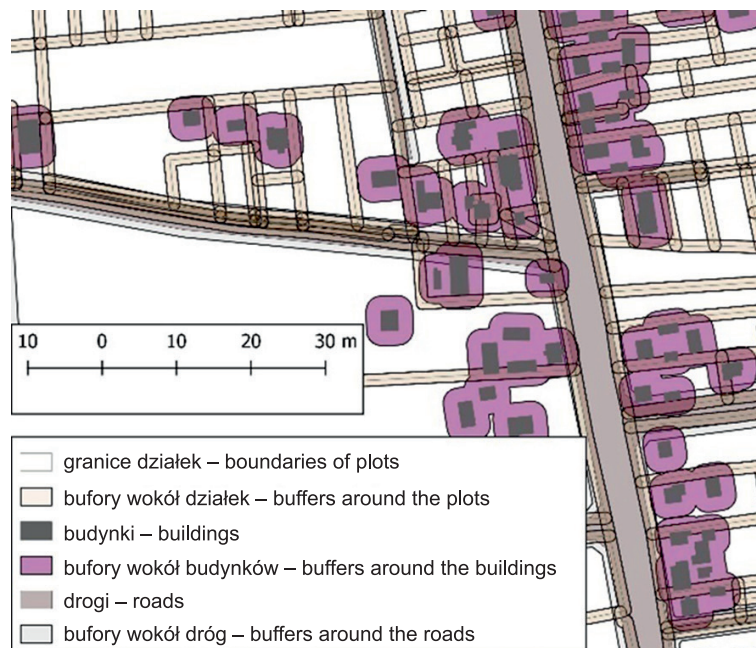 10 0 10 20 30 m
granice działek – boundaries of plots
bufory wokół działek – buffers around the plots
budynki – buildings
bufory wokół budynków – buffers around the buildings
drogi – roads
bufory wokół dróg – buffers around the roads